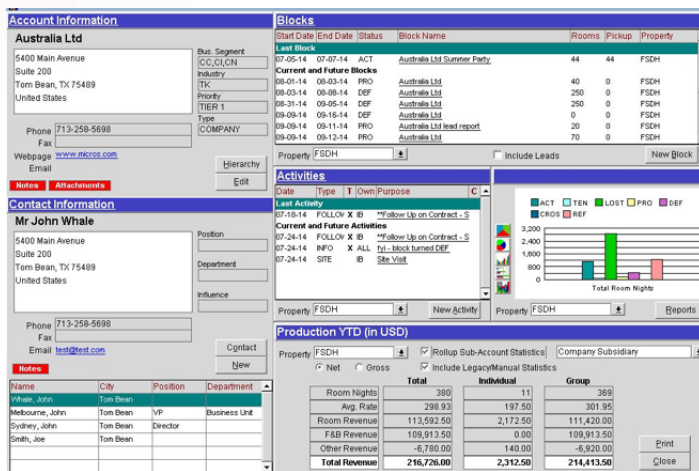 Account Information
Australia Ltd
5400 Main Avenue
Suite 200
Tom Bean, TX 75489
United States
Bus. Segment
CC,CI,CN
Industry
TK
Priority
TIER 1
Type
COMPANY
Phone 713-258-5698
Fax
Webpage www.micros.com
Email
Hierarchy
Notes Attachments Edit
Contact Information
Mr John Whale
5400 Main Avenue
Suite 200
Tom Bean, TX 75489
United States
Position
Department
Influence
Phone 713-258-5698
Fax
Email test@test.com
Contact
Notes New
Name City Position Department
Whale, John Tom Bean
Melbourne, John Tom Bean VP Business Unit
Sydney, John Tom Bean Director
Smith, Joe Tom Bean
Blocks
Start Date End Date Status Block Name Rooms Pickup Property
Last Block
07-05-14 07-07-14 ACT Australia Ltd Summer Party 44 44 FSDH
Current and Future Blocks
08-01-14 08-03-14 PRO Australia Ltd 40 0 FSDH
08-03-14 08-08-14 DEF Australia Ltd 250 0 FSDH
08-31-14 09-05-14 DEF Australia Ltd 250 0 FSDH
09-09-14 09-16-14 DEF Australia Ltd 0 0 FSDH
09-09-14 09-11-14 PRO Australia Ltd lead report 20 0 FSDH
09-09-14 09-12-14 PRO Australia Ltd 70 0 FSDH
Property FSDH Include Leads New Block
Activities
Date Type T Own Purpose C
Last Activity
07-18-14 FOLLOV X IB **Follow Up on Contract - S
Current and Future Activities
07-24-14 FOLLOV X IB **Follow Up on Contract - S
07-24-14 INFO X ALL fyi - block turned DEF
07-24-14 SITE IB Site Visit
Property FSDH New Activity
ACT TEN LOST PRO DEF
CROS REF
3,200
2,400
1,600
800
0
Total Room Nights
Property FSDH Reports
Production YTD (in USD)
Property FSDH Rollup Sub-Account Statistics Company Subsidiary
Net Gross Include Legacy/Manual Statistics
Total Individual Group
Room Nights 380 11 369
Avg. Rate 298.93 197.50 301.95
Room Revenue 113,592.50 2,172.50 111,420.00
F&B Revenue 109,913.50 0.00 109,913.50
Other Revenue -6,780.00 140.00 -6,920.00
Total Revenue 216,726.00 2,312.50 214,413.50
Print
Close